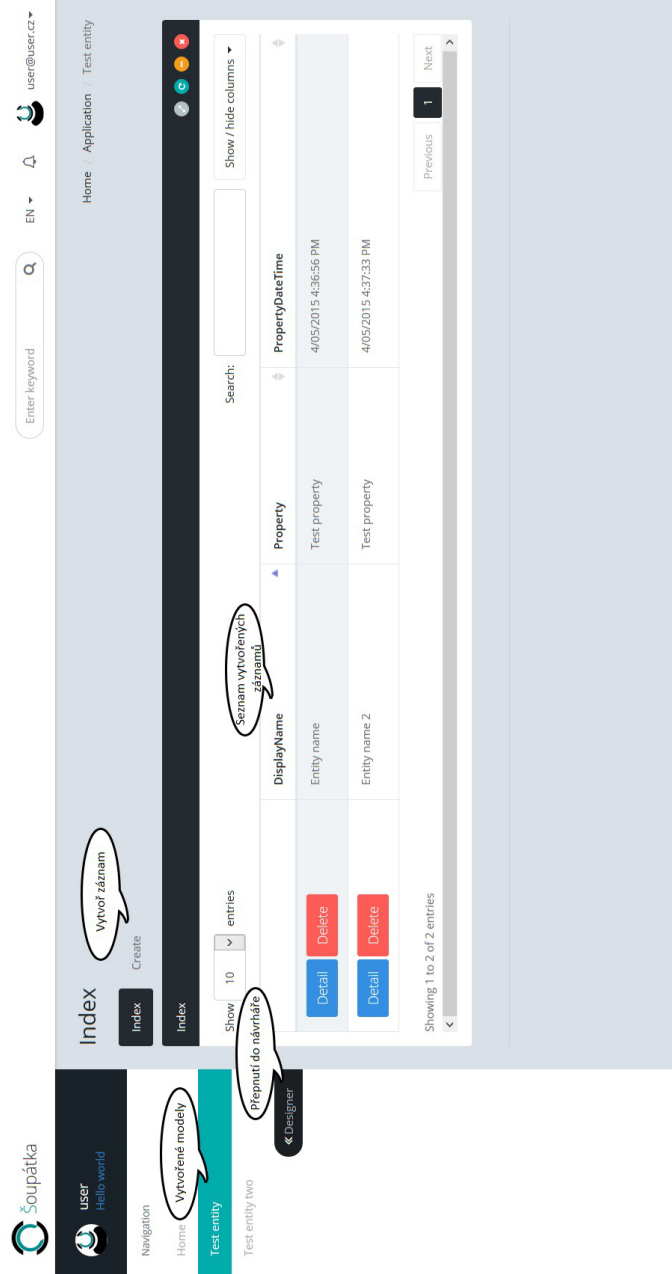 Šoupátka
Enter keyword
EN
user@user.cz
user
Hello world
Navigation
Home
Vytvořené modely
Test entity
Test entity two
Přepnutí do návrháře
« Designer
Index
Home / Application / Test entity
Vytvoř záznam
Index
Create
Index
Show 10 entries
Search:
Show / hide columns
Seznam vytvořených
záznamů
DisplayName Property PropertyDateTime
Detail Delete Entity name Test property 4/05/2015 4:36:56 PM
Detail Delete Entity name 2 Test property 4/05/2015 4:37:33 PM
Showing 1 to 2 of 2 entries
Previous 1 Next